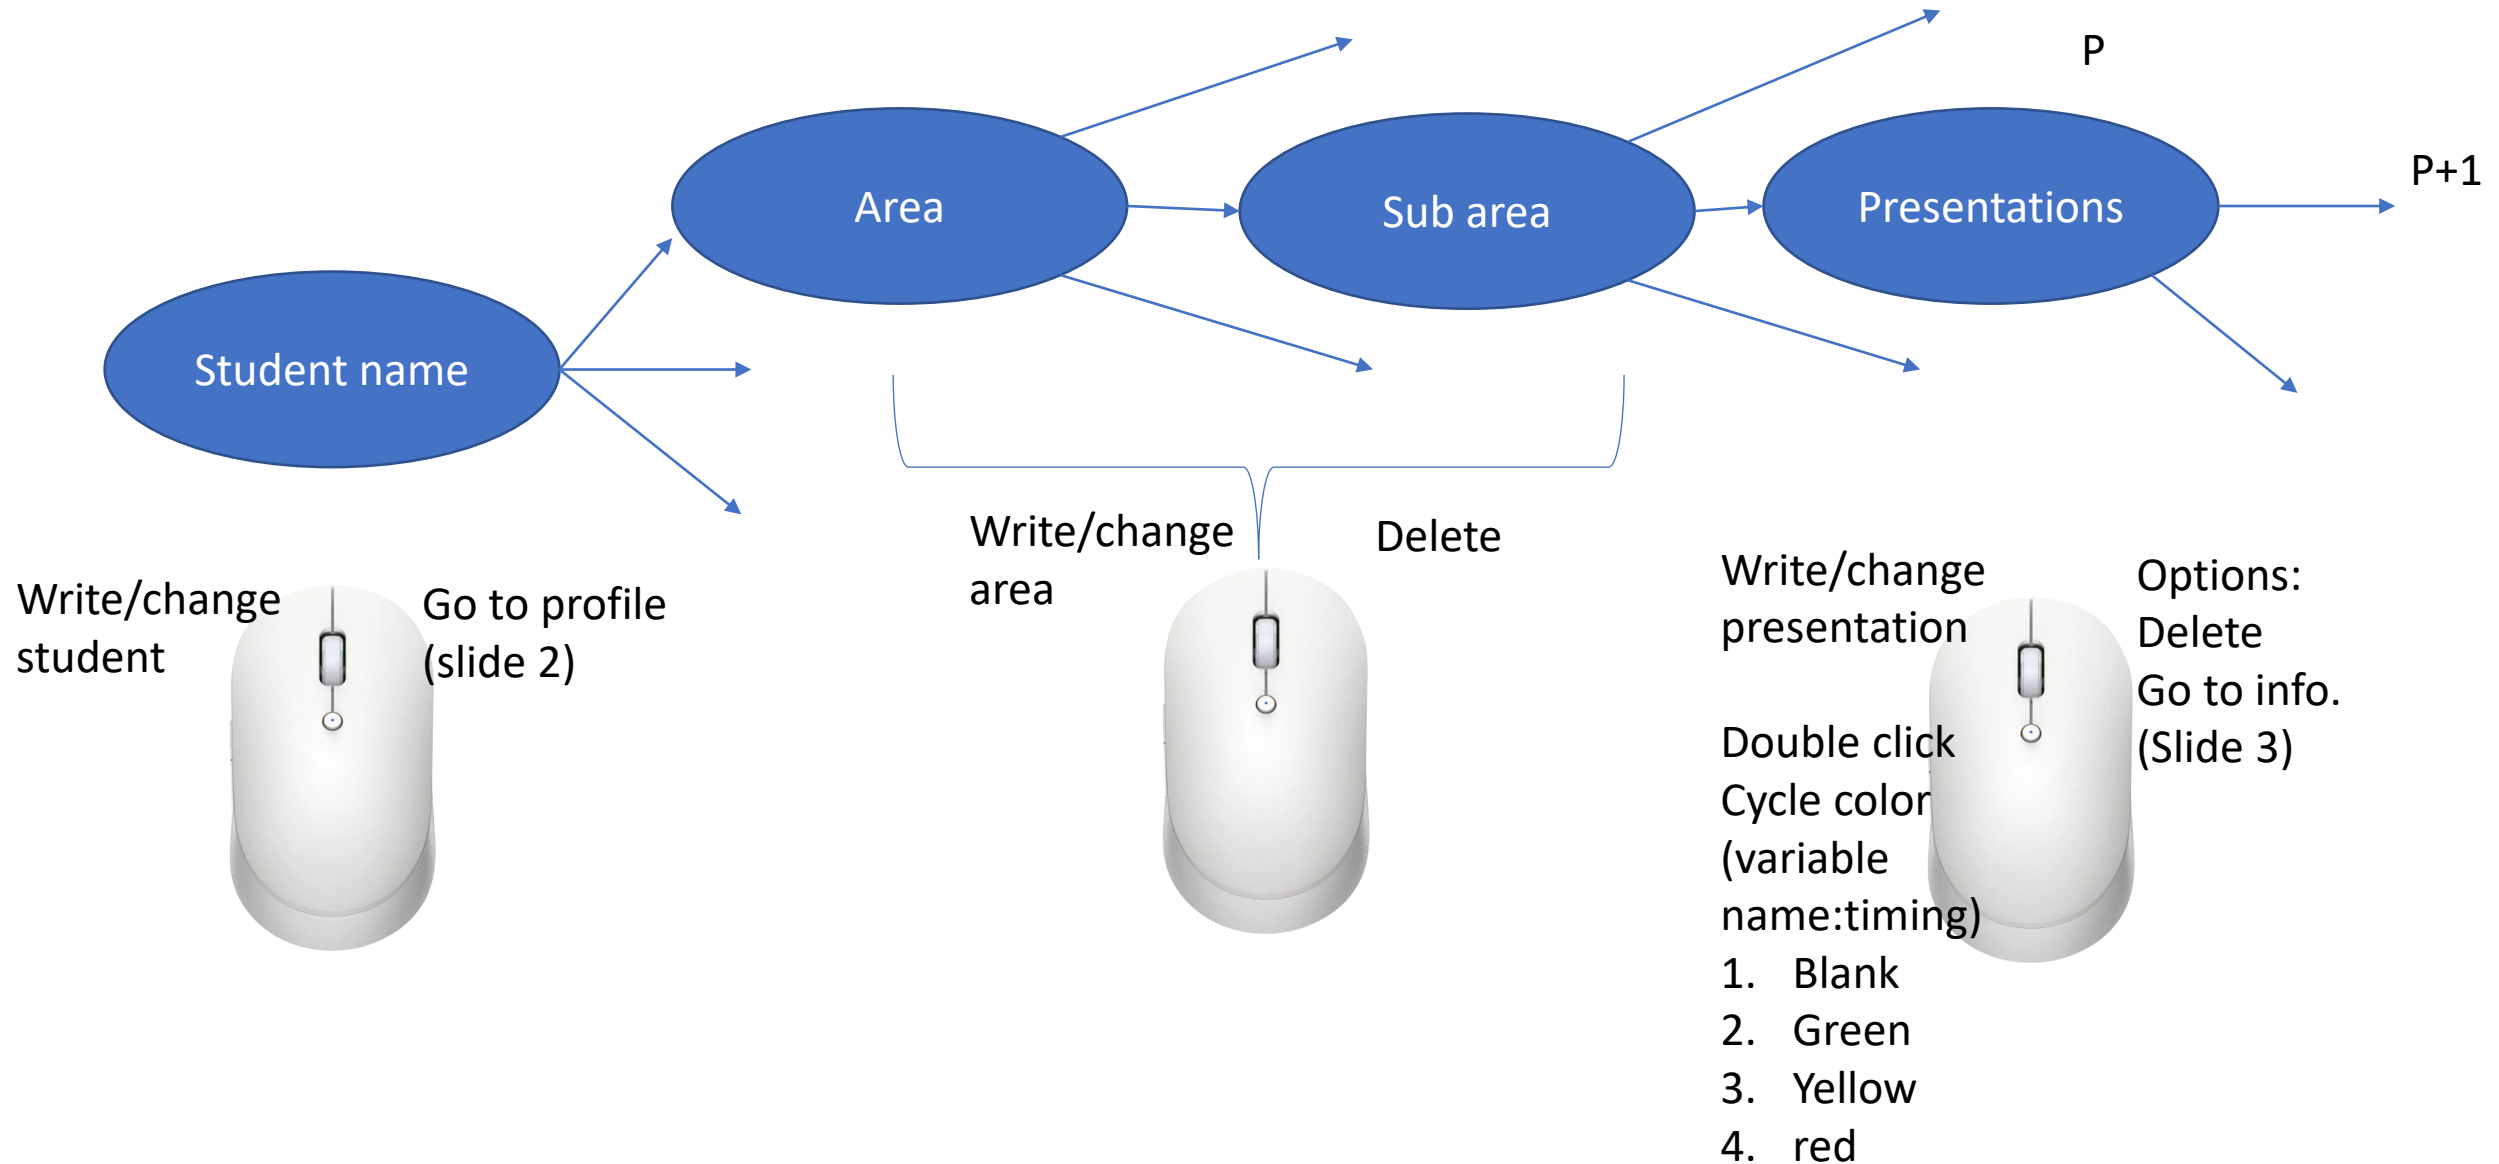 P
P+1
Area
Sub area
Presentations
Student name
Write/change
student
Go to profile
(slide 2)
Write/change
area
Delete
Write/change
presentation
Double click
Cycle color
(variable
name:timing)
1. Blank
2. Green
3. Yellow
4. red
Options:
Delete
Go to info.
(Slide 3)